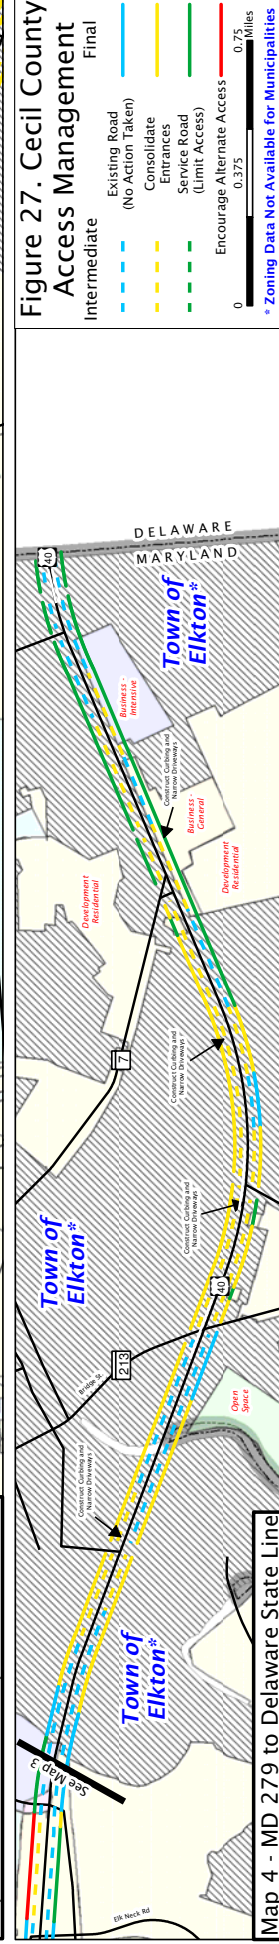 Figure 27. Cecil County
Access Management
Intermediate
Final
Existing Road
(No Action Taken)
Consolidate
Entrances
Service Road
(Limit Access)
Encourage Alternate Access
0
0.375
0.75
Miles
* Zoning Data Not Available for Municipalities
DELAWARE
MARYLAND
40
Town of
Elkton*
Business -
Intensive
Construct Curbing and
Narrow Driveways
Business -
General
Development
Residential
Development
Residential
7
Construct Curbing and
Narrow Driveways
Construct Curbing and
Narrow Driveways
40
Town of
Elkton*
213
Bridge St.
Open
Space
Construct Curbing and
Narrow Driveways
Town of
Elkton*
See Map 3
Elk Neck Rd
Map 4 - MD 279 to Delaware State Line